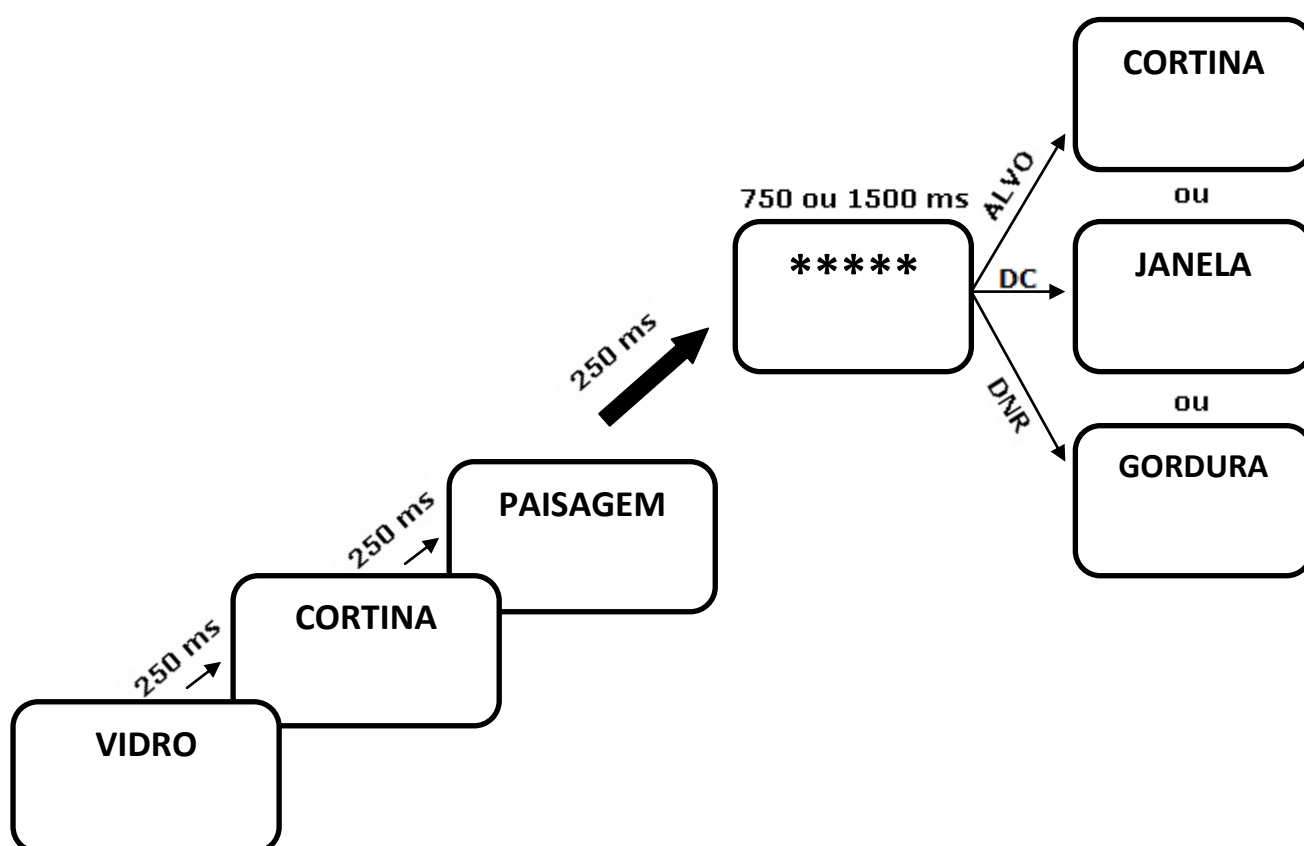 VIDRO
250 ms
CORTINA
250 ms
PAISAGEM
250 ms
750 ou 1500 ms
*****
ALVO
CORTINA
ou
DC
JANELA
ou
DNR
GORDURA